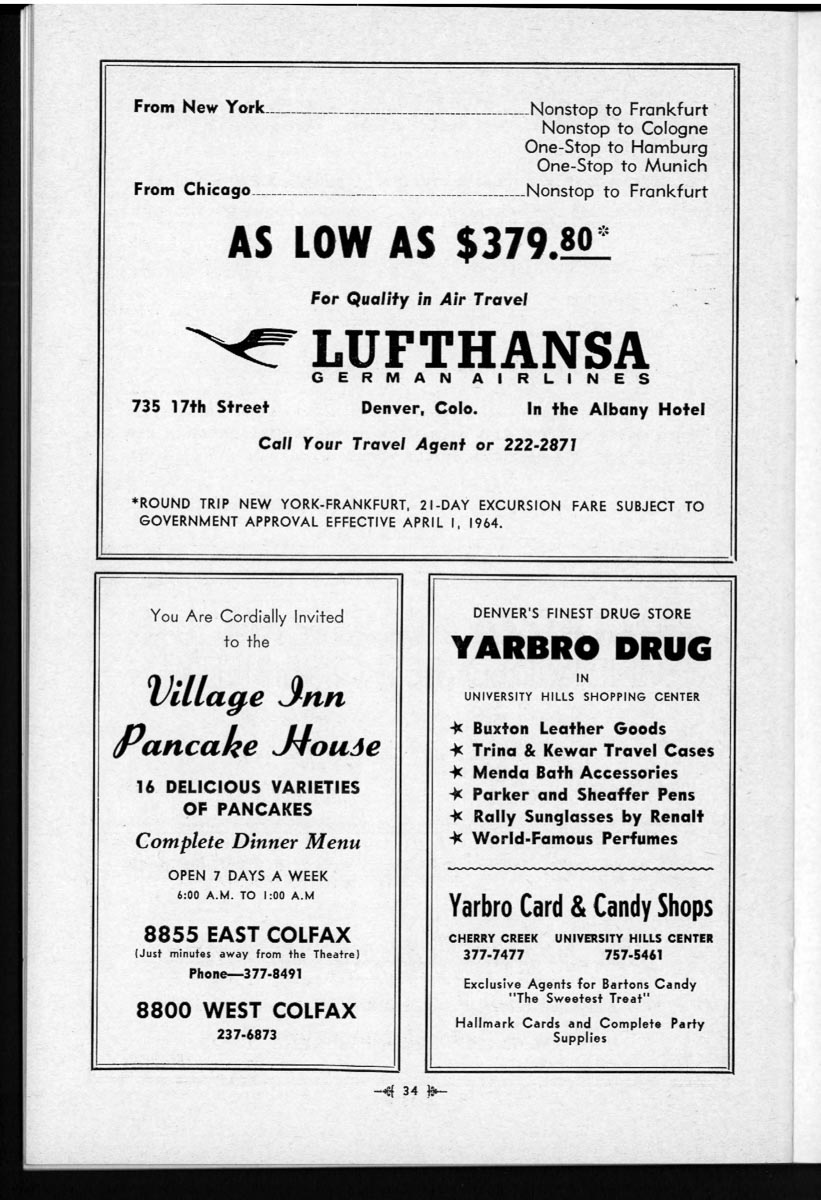 From New York Nonstop to Frankfurt
Nonstop to Cologne
One-Stop to Hamburg
One-Stop to Munich
From Chicago Nonstop to Frankfurt
AS LOW AS $379.80*
For Quality in Air Travel
LUFTHANSA
GERMAN AIRLINES
735 17th Street Denver, Colo. In the Albany Hotel
Call Your Travel Agent or 222-2871
*ROUND TRIP NEW YORK-FRANKFURT, 21-DAY EXCURSION FARE SUBJECT TO
GOVERNMENT APPROVAL EFFECTIVE APRIL 1, 1964.
You Are Cordially Invited
to the
Village Inn
Pancake House
16 DELICIOUS VARIETIES
OF PANCAKES
Complete Dinner Menu
OPEN 7 DAYS A WEEK
6:00 A.M. TO 1:00 A.M
8855 EAST COLFAX
(Just minutes away from the Theatre)
Phone—377-8491
8800 WEST COLFAX
237-6873
DENVER'S FINEST DRUG STORE
YARBRO DRUG
IN
UNIVERSITY HILLS SHOPPING CENTER
★ Buxton Leather Goods
★ Trina & Kewar Travel Cases
★ Menda Bath Accessories
★ Parker and Sheaffer Pens
★ Rally Sunglasses by Renalt
★ World-Famous Perfumes
Yarbro Card & Candy Shops
CHERRY CREEK UNIVERSITY HILLS CENTER
377-7477 757-5461
Exclusive Agents for Bartons Candy
"The Sweetest Treat"
Hallmark Cards and Complete Party
Supplies
34